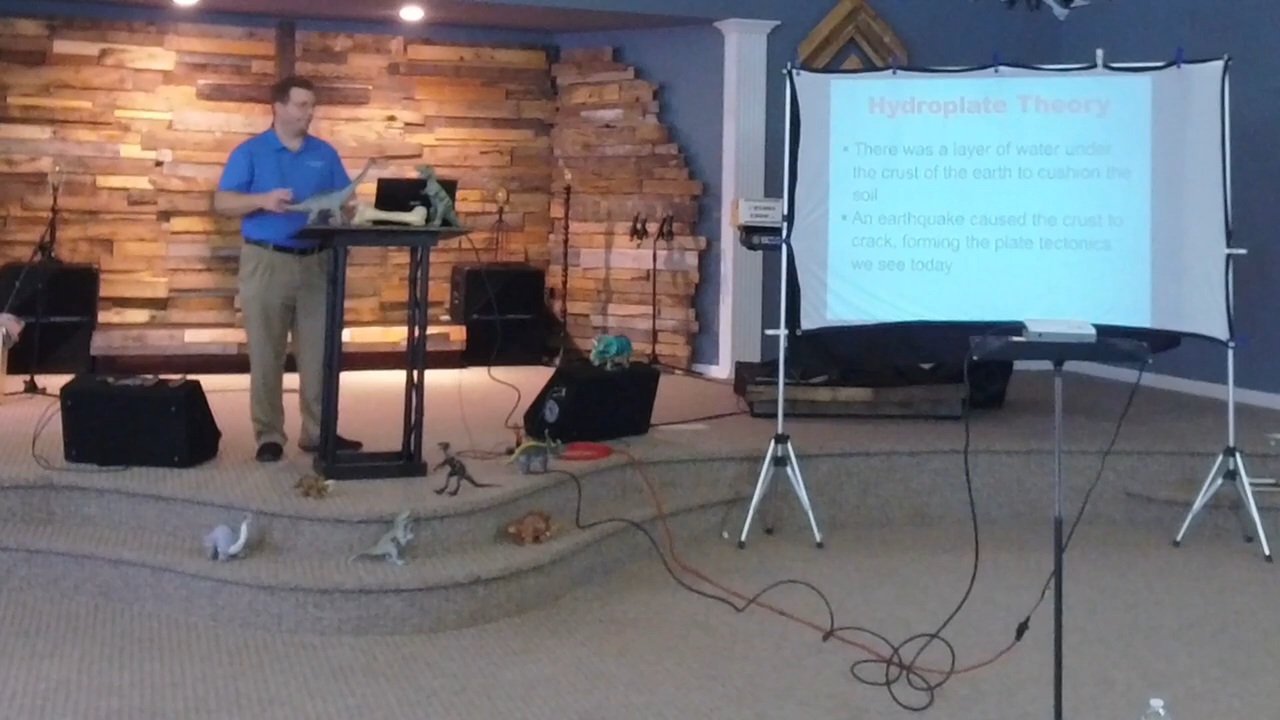 Hydroplate Theory
• There was a layer of water under
the crust of the earth to cushion the
soil
• An earthquake caused the crust to
crack, forming the plate tectonics
we see today